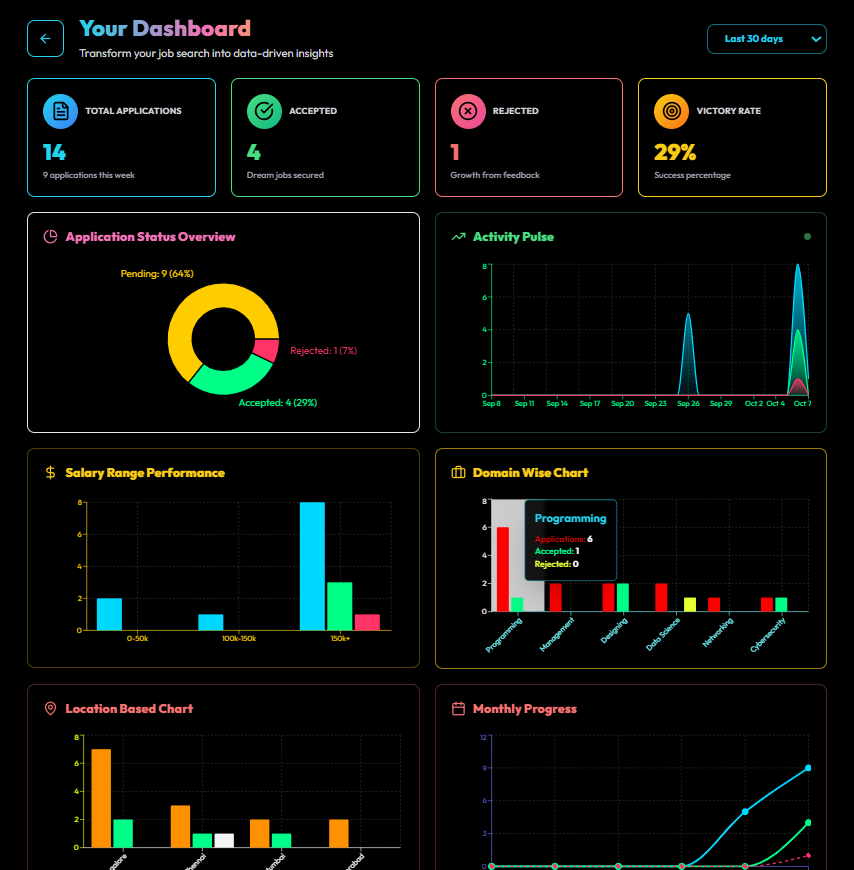 Your Dashboard
Transform your job search into data-driven insights
Last 30 days
TOTAL APPLICATIONS
14
9 applications this week
ACCEPTED
4
Dream jobs secured
REJECTED
1
Growth from feedback
VICTORY RATE
29%
Success percentage
Application Status Overview
Pending: 9 (64%)
Rejected: 1 (7%)
Accepted: 4 (29%)
Activity Pulse
8
6
4
2
0
Sep 8 Sep 11 Sep 14 Sep 17 Sep 20 Sep 23 Sep 26 Sep 29 Oct 2 Oct 4 Oct 7
Salary Range Performance
8
6
4
2
0
0-50k 100k-150k 150k+
Domain Wise Chart
8
6
4
2
0
Programming
Applications: 6
Accepted: 1
Rejected: 0
Programming Management Designing Data Science Networking Cybersecurity
Location Based Chart
8
6
4
2
0
Monthly Progress
12
9
6
3
0